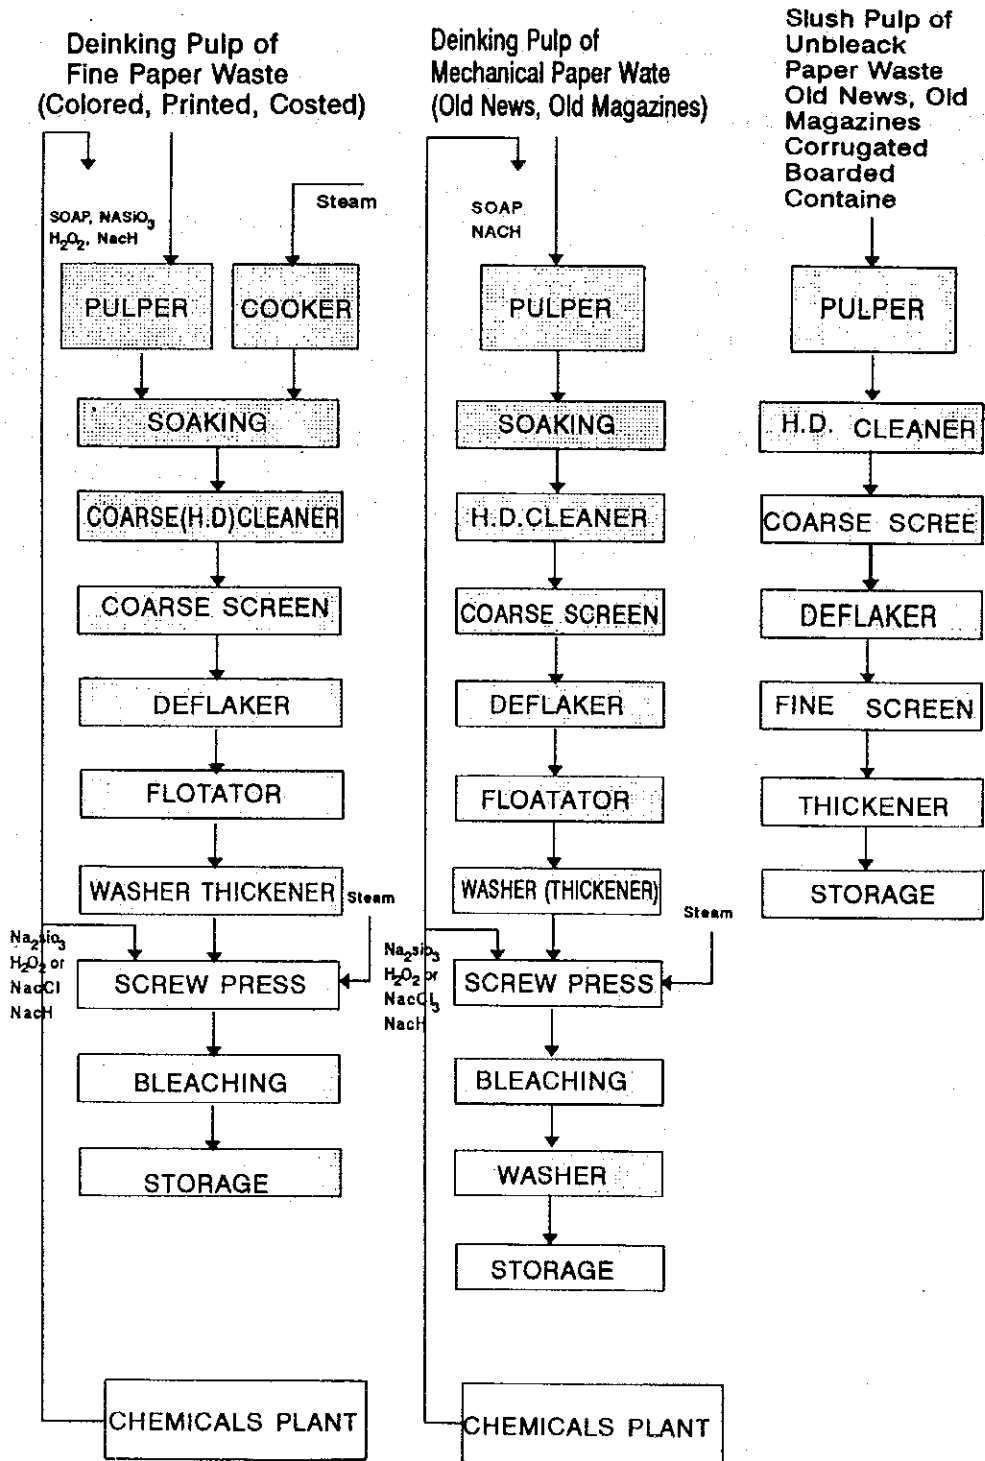 Deinking Pulp of
Fine Paper Waste
(Colored, Printed, Costed)
SOAP, NASiO₃
H₂O₂, NacH
Steam
PULPER
COOKER
SOAKING
COARSE(H.D)CLEANER
COARSE SCREEN
DEFLAKER
FLOTATOR
WASHER THICKENER
Steam
Na₂sio₃
H₂O₂ or
NacCl
NacH
SCREW PRESS
BLEACHING
STORAGE
CHEMICALS PLANT
Deinking Pulp of
Mechanical Paper Wate
(Old News, Old Magazines)
SOAP
NACH
PULPER
SOAKING
H.D.CLEANER
COARSE SCREEN
DEFLAKER
FLOATATOR
WASHER (THICKENER)
Steam
Na₂sio₃
H₂O₂ or
NacCl₃
NacH
SCREW PRESS
BLEACHING
WASHER
STORAGE
CHEMICALS PLANT
Slush Pulp of
Unbleack
Paper Waste
Old News, Old
Magazines
Corrugated
Boarded
Containe
PULPER
H.D. CLEANER
COARSE SCREE
DEFLAKER
FINE SCREEN
THICKENER
STORAGE